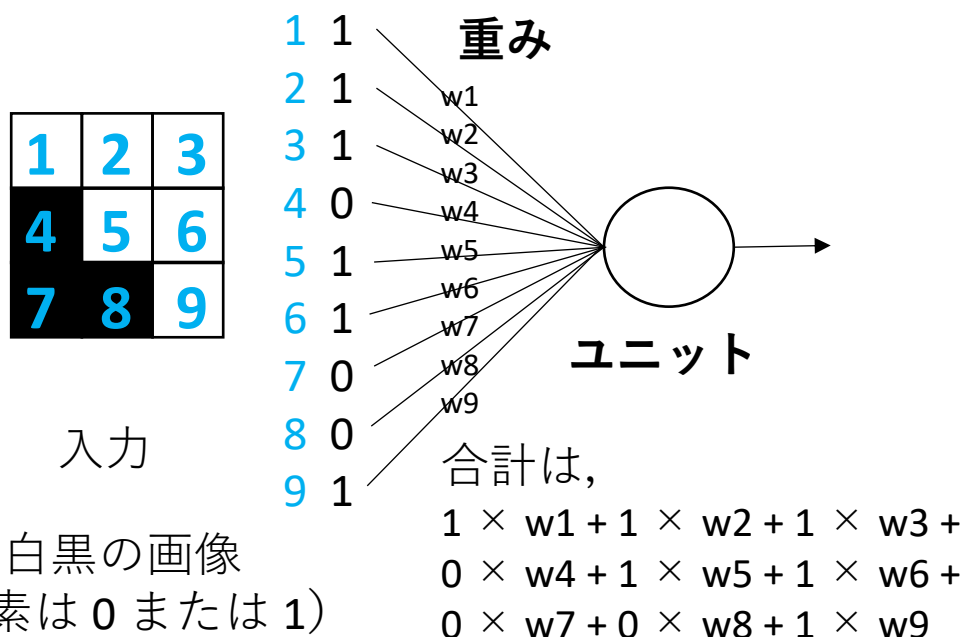 1 2 3
4 5 6
7 8 9
入力
白黒の画像
素は 0 または 1）
1 1
2 1
3 1
4 0
5 1
6 1
7 0
8 0
9 1
重み
w1
w2
w3
w4
w5
w6
w7
w8
w9
ユニット
合計は,
1 × w1 + 1 × w2 + 1 × w3 +
0 × w4 + 1 × w5 + 1 × w6 +
0 × w7 + 0 × w8 + 1 × w9